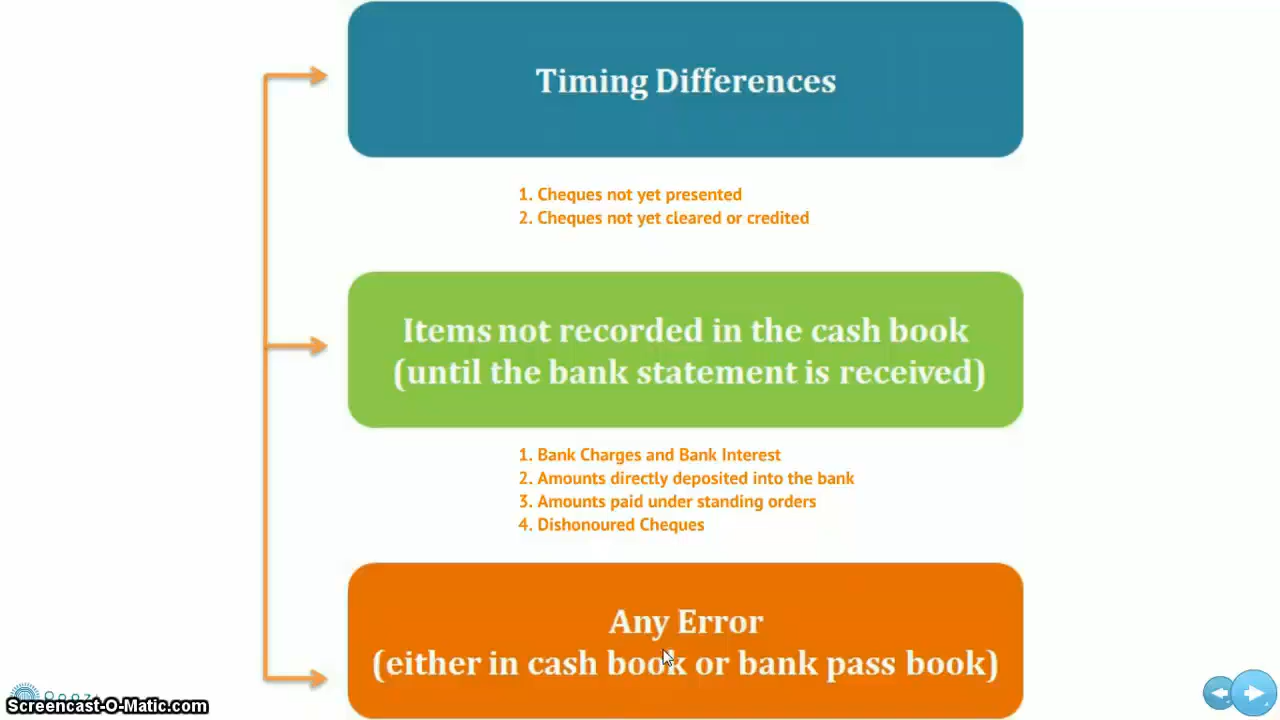 Timing Differences
1. Cheques not yet presented
2. Cheques not yet cleared or credited
Items not recorded in the cash book
(until the bank statement is received)
1. Bank Charges and Bank Interest
2. Amounts directly deposited into the bank
3. Amounts paid under standing orders
4. Dishonoured Cheques
Any Error
(either in cash book or bank pass book)
Screencast-O-Matic.com